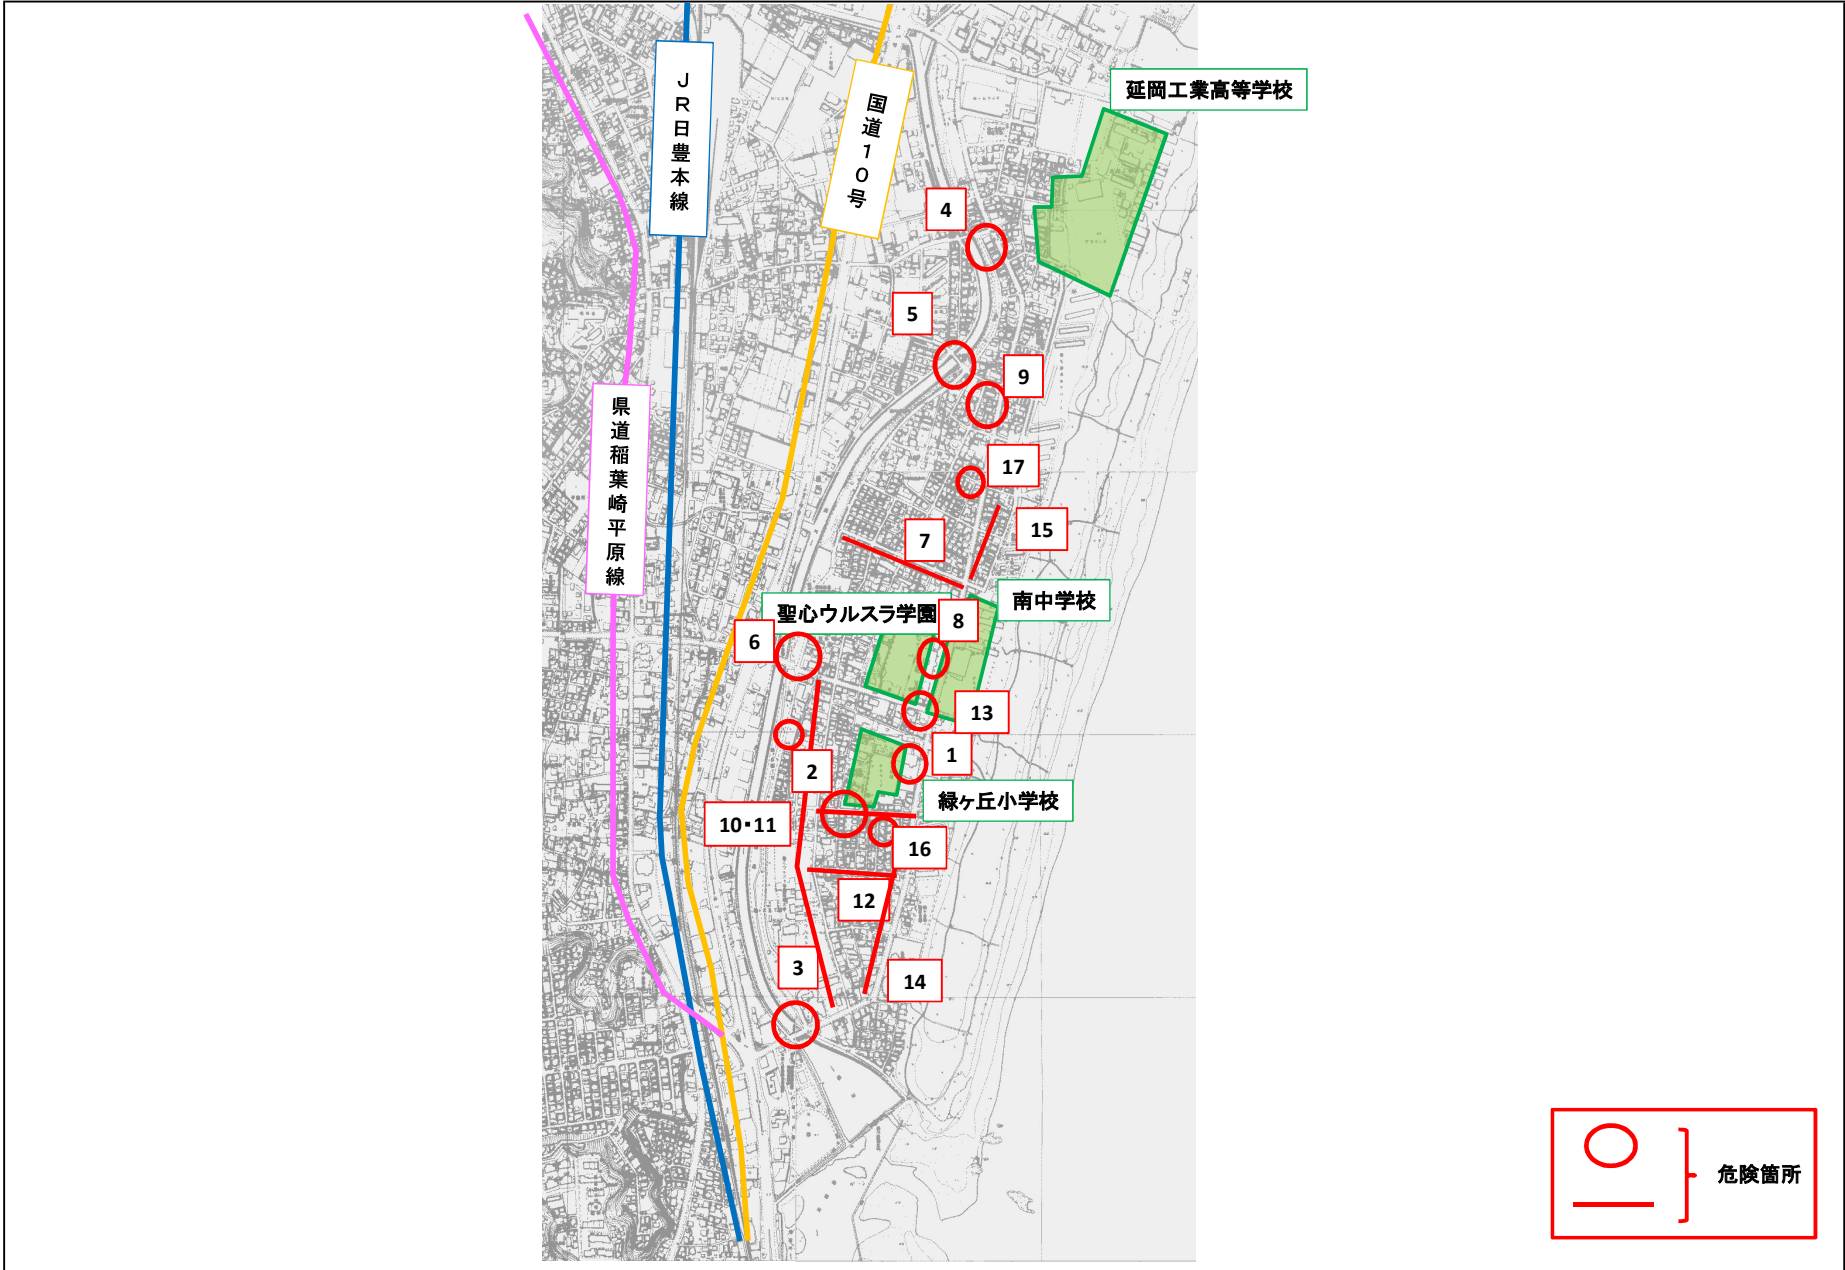 延岡工業高等学校
JR日豊本線
国道10号
4
5
9
県道稲葉崎平原線
17
15
7
南中学校
聖心ウルスラ学園
8
6
13
1
2
緑ヶ丘小学校
10・11
16
12
3
14
危険箇所